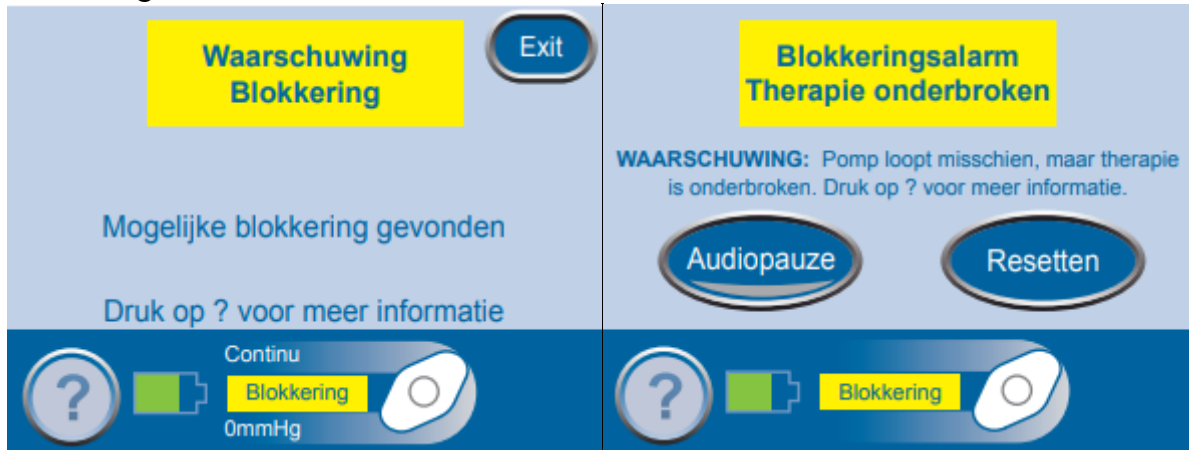 Waarschuwing
Blokkering
Exit
Mogelijke blokkering gevonden
Druk op ? voor meer informatie
?
Continu
Blokkering
0mmHg
Blokkeringsalarm
Therapie onderbroken
WAARSCHUWING: Pomp loopt misschien, maar therapie
is onderbroken. Druk op ? voor meer informatie.
Audiopauze
Resetten
?
Blokkering